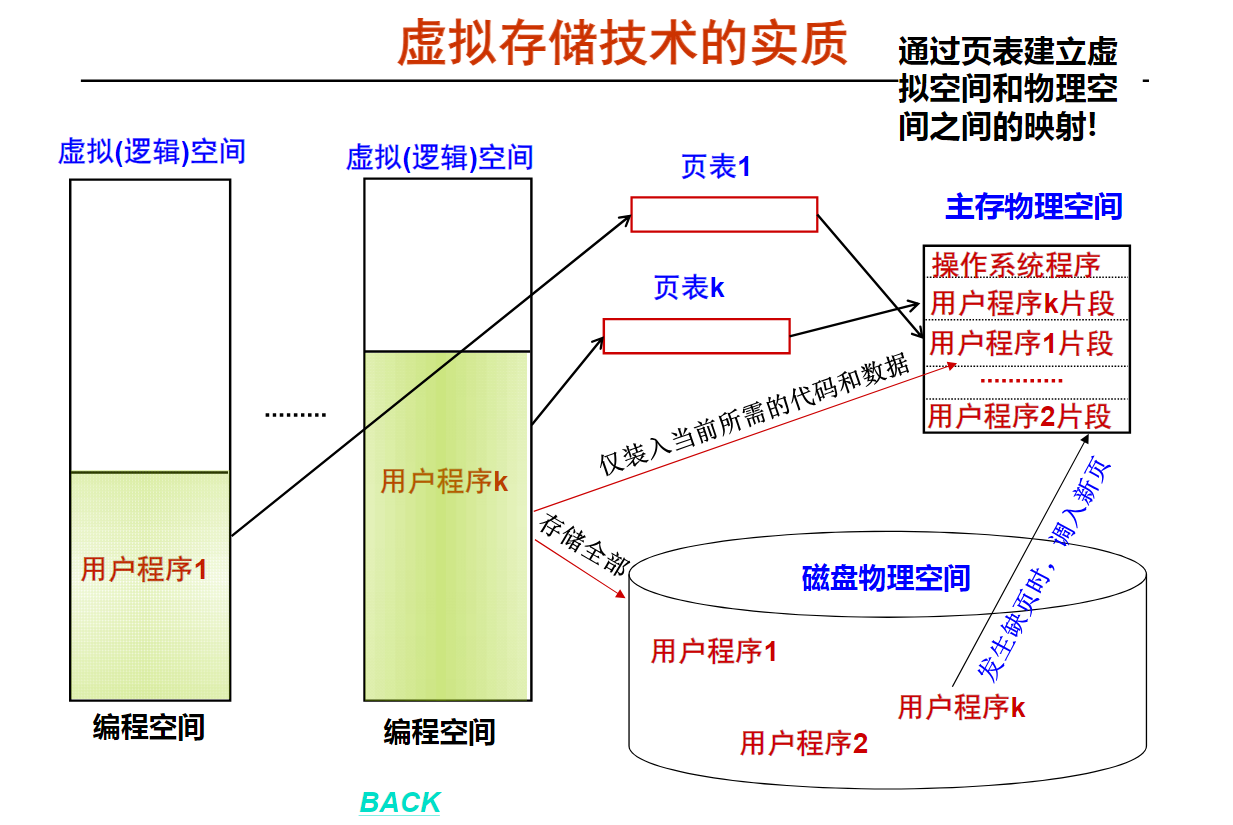 虚拟存储技术的实质
通过页表建立虚
拟空间和物理空
间之间的映射!
虚拟(逻辑)空间
虚拟(逻辑)空间
页表1
主存物理空间
操作系统程序
页表k
用户程序k片段
用户程序1片段
............
用户程序2片段
.........
仅装入当前所需的代码和数据
用户程序k
存储全部
用户程序1
发生缺页时，调入新页
磁盘物理空间
用户程序1
用户程序k
用户程序2
编程空间
编程空间
BACK